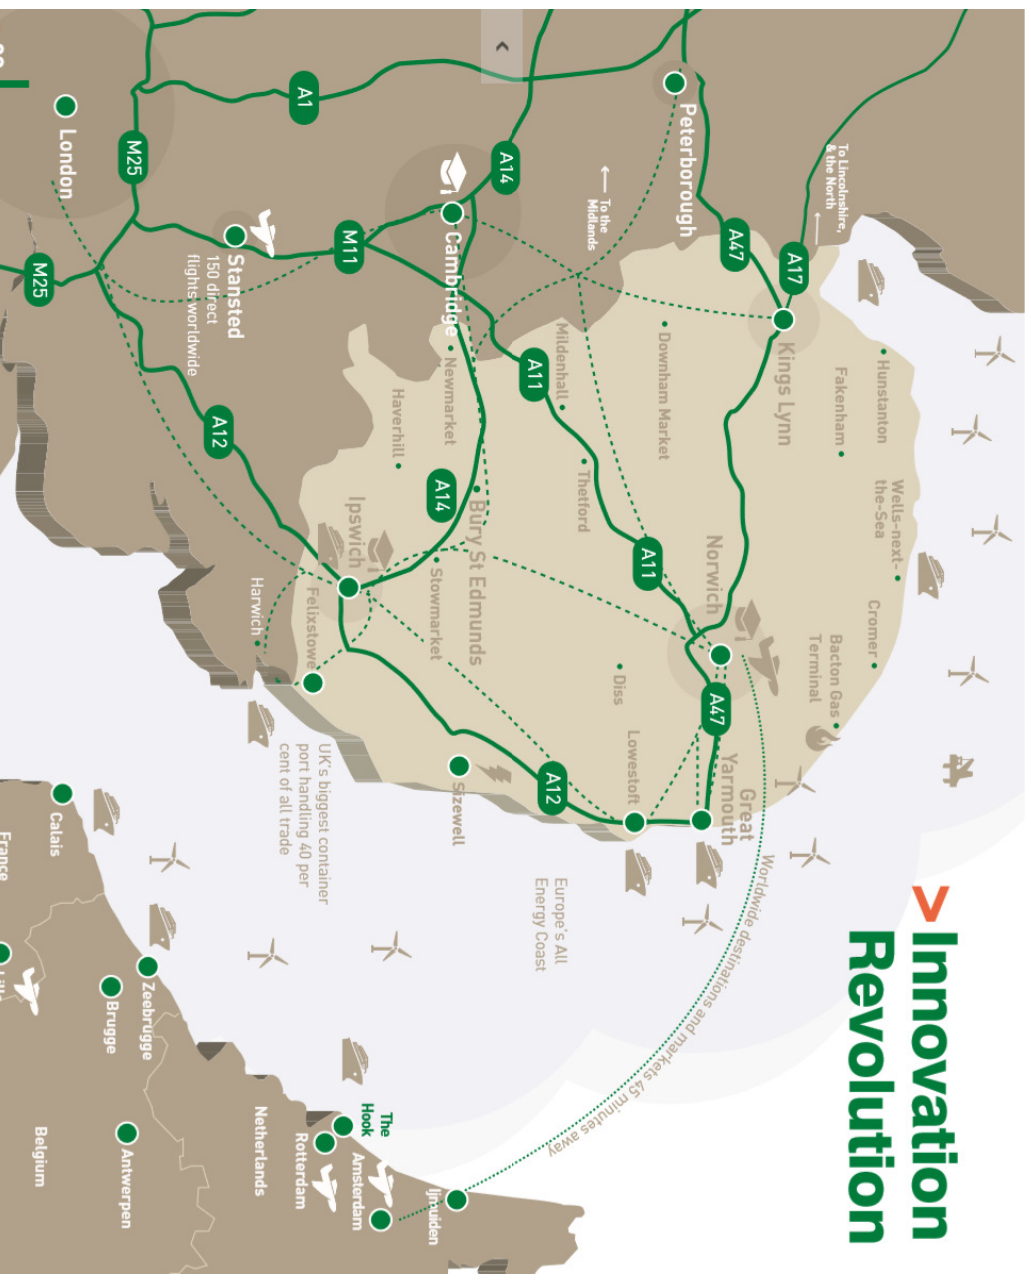 >Innovation
Revolution
To Lincolnshire,
& the North
Hunstanton
Wells-next-
the-Sea
Cromer
Fakenham
Bacton Gas
Terminal
A17
Kings Lynn
A47
Peterborough
Downham Market
Norwich
A47
Great
Yarmouth
Worldwide destinations and markets 45 minutes away
To the
Midlands
A11
Diss
Lowestoft
Mildenhall
Thetford
A11
A12
Europe's All
Energy Coast
A14
Cambridge
Newmarket
Bury St Edmunds
Stowmarket
Sizewell
A14
Haverhill
Ipswich
M11
Felixstowe
UK's biggest container
port handling 40 per
cent of all trade
A1
Harwich
Stansted
150 direct
flights worldwide
A12
M25
London
M25
Ijmuiden
Amsterdam
The
Hook
Rotterdam
Netherlands
Zeebrugge
Brugge
Antwerpen
Calais
Belgium
France